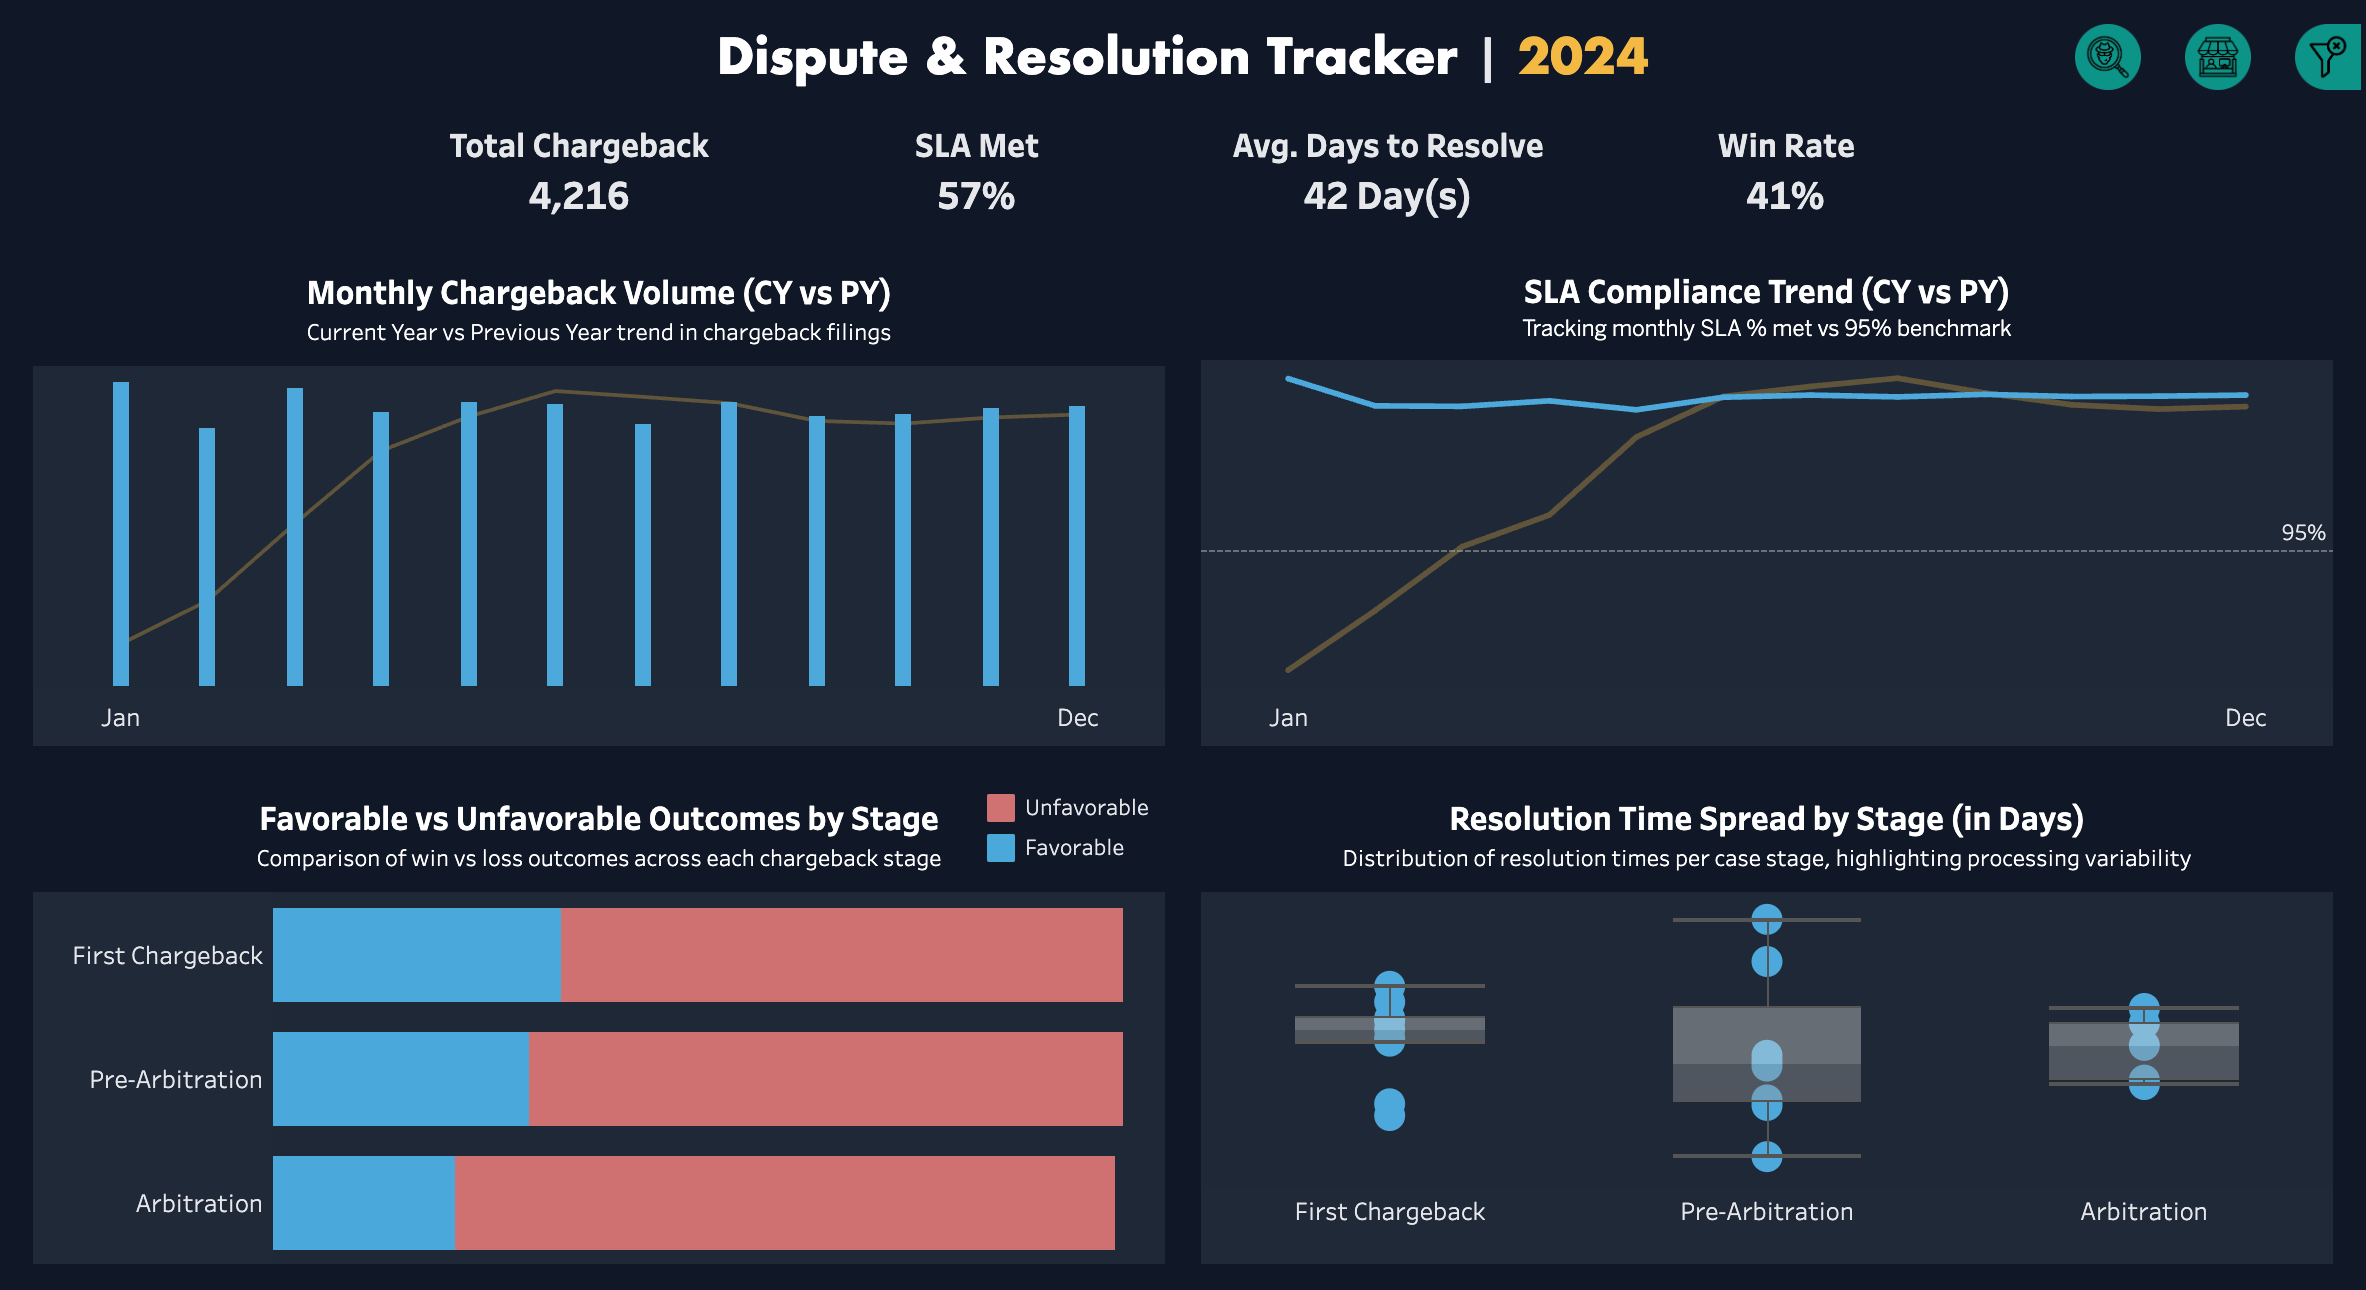 Dispute & Resolution Tracker | 2024
Total Chargeback
4,216
SLA Met
57%
Avg. Days to Resolve
42 Day(s)
Win Rate
41%
Monthly Chargeback Volume (CY vs PY)
Current Year vs Previous Year trend in chargeback filings
Jan
Dec
SLA Compliance Trend (CY vs PY)
Tracking monthly SLA % met vs 95% benchmark
95%
Jan
Dec
Favorable vs Unfavorable Outcomes by Stage
Comparison of win vs loss outcomes across each chargeback stage
Unfavorable
Favorable
First Chargeback
Pre-Arbitration
Arbitration
Resolution Time Spread by Stage (in Days)
Distribution of resolution times per case stage, highlighting processing variability
First Chargeback
Pre-Arbitration
Arbitration